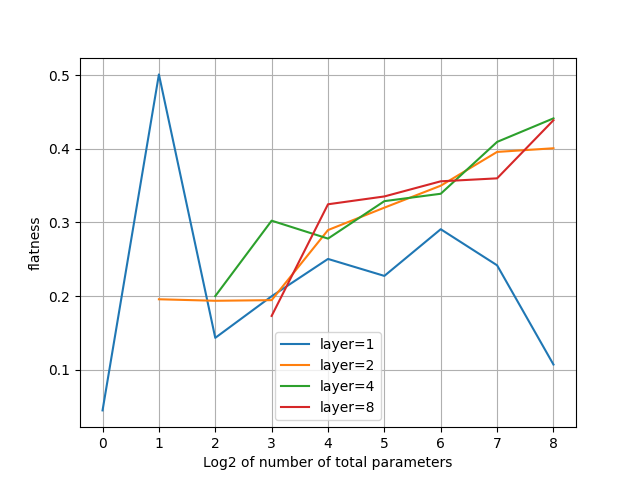 0.5
0.4
0.3
0.2
0.1
flatness
layer=1
layer=2
layer=4
layer=8
0 1 2 3 4 5 6 7 8
Log2 of number of total parameters